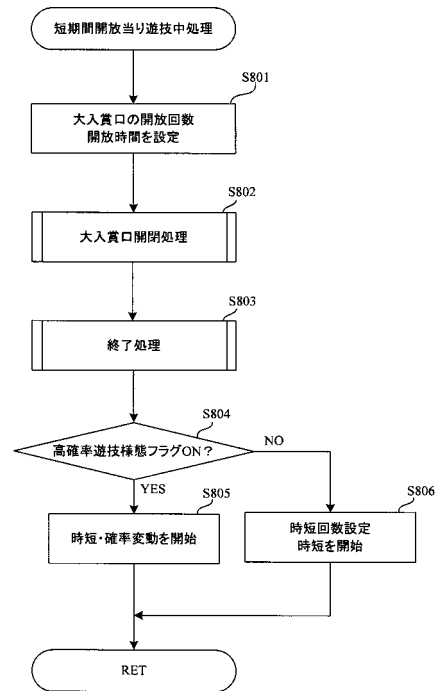 短期間開放当り遊技中処理
S801
大入賞口の開放回数
開放時間を設定
S802
大入賞口開閉処理
S803
終了処理
S804
高確率遊技様態フラグON？
NO
YES
S805
時短・確率変動を開始
S806
時短回数設定
時短を開始
RET